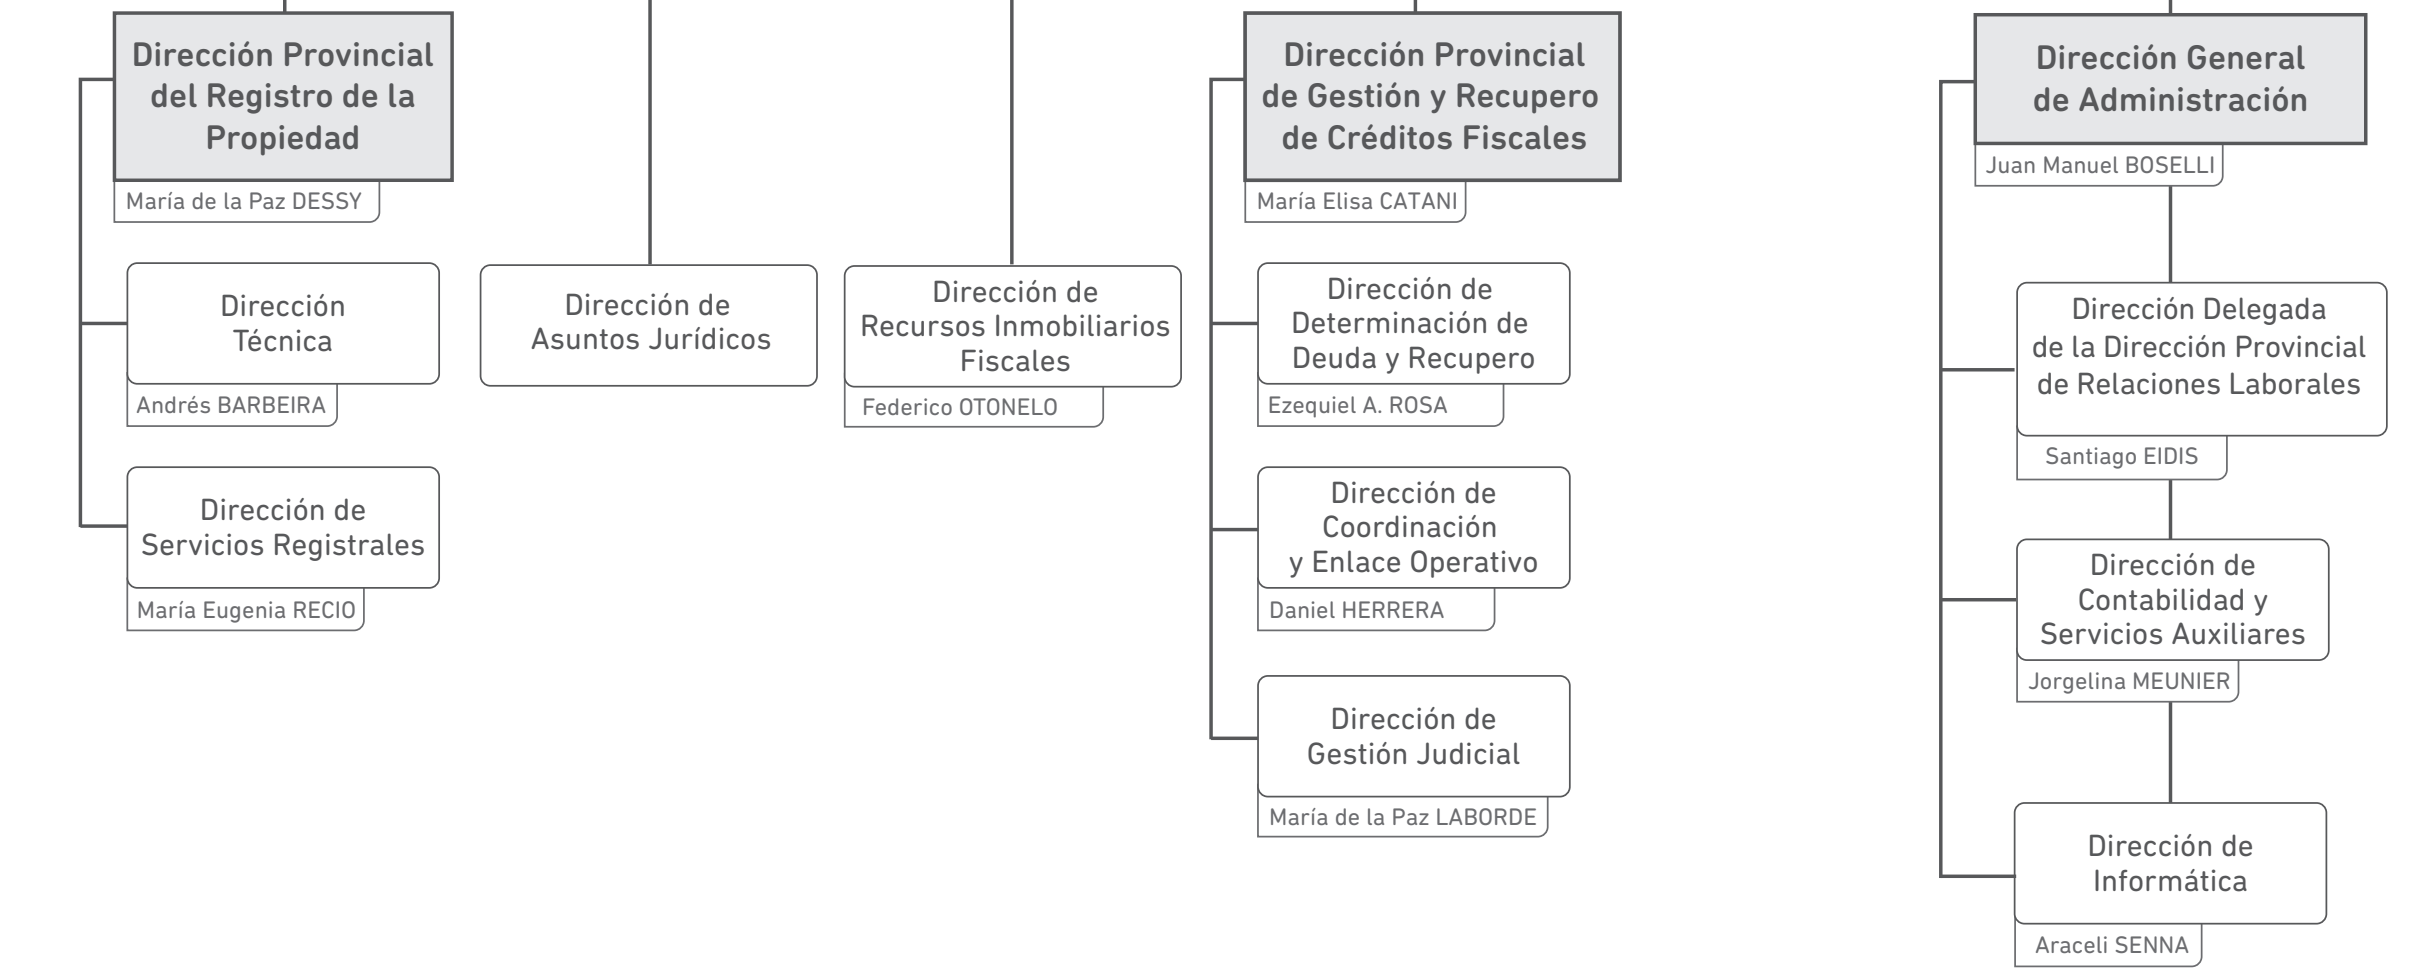 Dirección Provincial
del Registro de la
Propiedad
María de la Paz DESSY
Dirección
Técnica
Andrés BARBEIRA
Dirección de
Servicios Registrales
María Eugenia RECIO
Dirección de
Asuntos Jurídicos
Dirección de
Recursos Inmobiliarios
Fiscales
Federico OTONELO
Dirección Provincial
de Gestión y Recupero
de Créditos Fiscales
María Elisa CATANI
Dirección de
Determinación de
Deuda y Recupero
Ezequiel A. ROSA
Dirección de
Coordinación
y Enlace Operativo
Daniel HERRERA
Dirección de
Gestión Judicial
María de la Paz LABORDE
Dirección General
de Administración
Juan Manuel BOSELLI
Dirección Delegada
de la Dirección Provincial
de Relaciones Laborales
Santiago EIDIS
Dirección de
Contabilidad y
Servicios Auxiliares
Jorgelina MEUNIER
Dirección de
Informática
Araceli SENNA